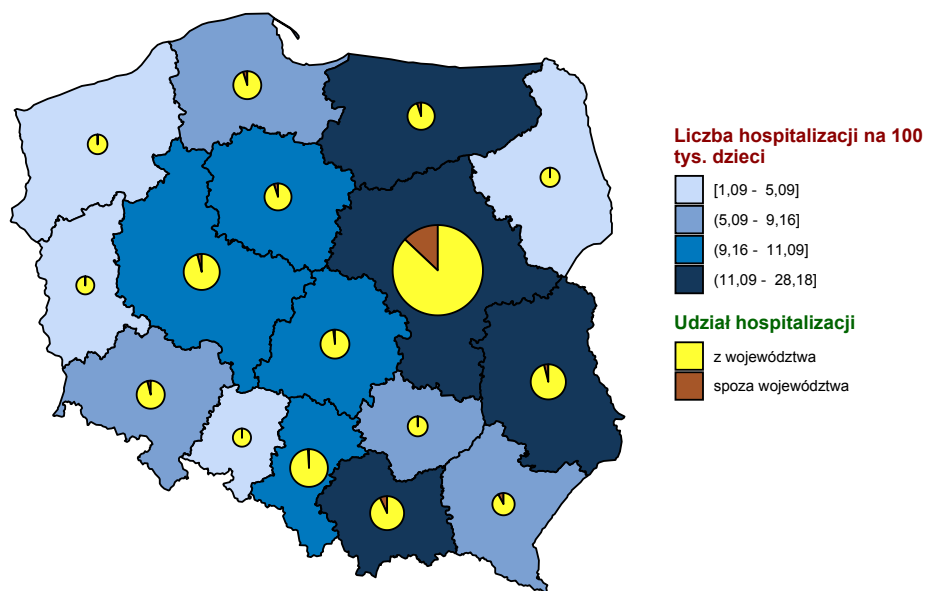 Liczba hospitalizacji na 100
tys. dzieci
[1,09 - 5,09]
(5,09 - 9,16]
(9,16 - 11,09]
(11,09 - 28,18]
Udział hospitalizacji
z województwa
spoza województwa